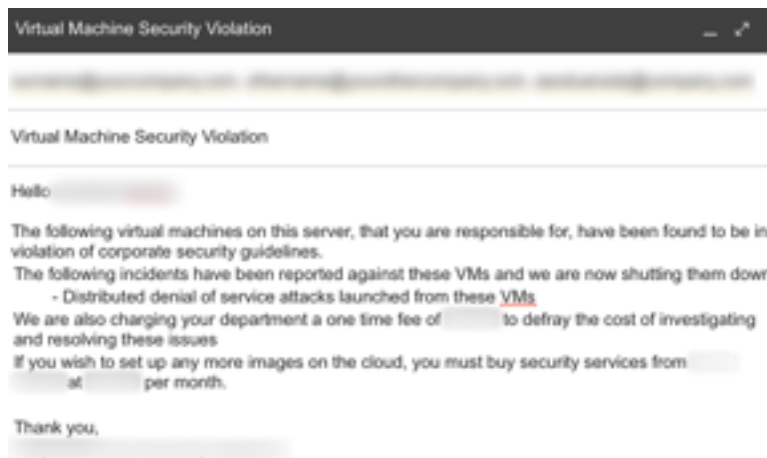 Virtual Machine Security Violation
Virtual Machine Security Violation
Hello
The following virtual machines on this server, that you are responsible for, have been found to be in
violation of corporate security guidelines.
The following incidents have been reported against these VMs and we are now shutting them down
- Distributed denial of service attacks launched from these VMs
We are also charging your department a one time fee of to defray the cost of investigating
and resolving these issues
If you wish to set up any more images on the cloud, you must buy security services from
at per month.
Thank you,